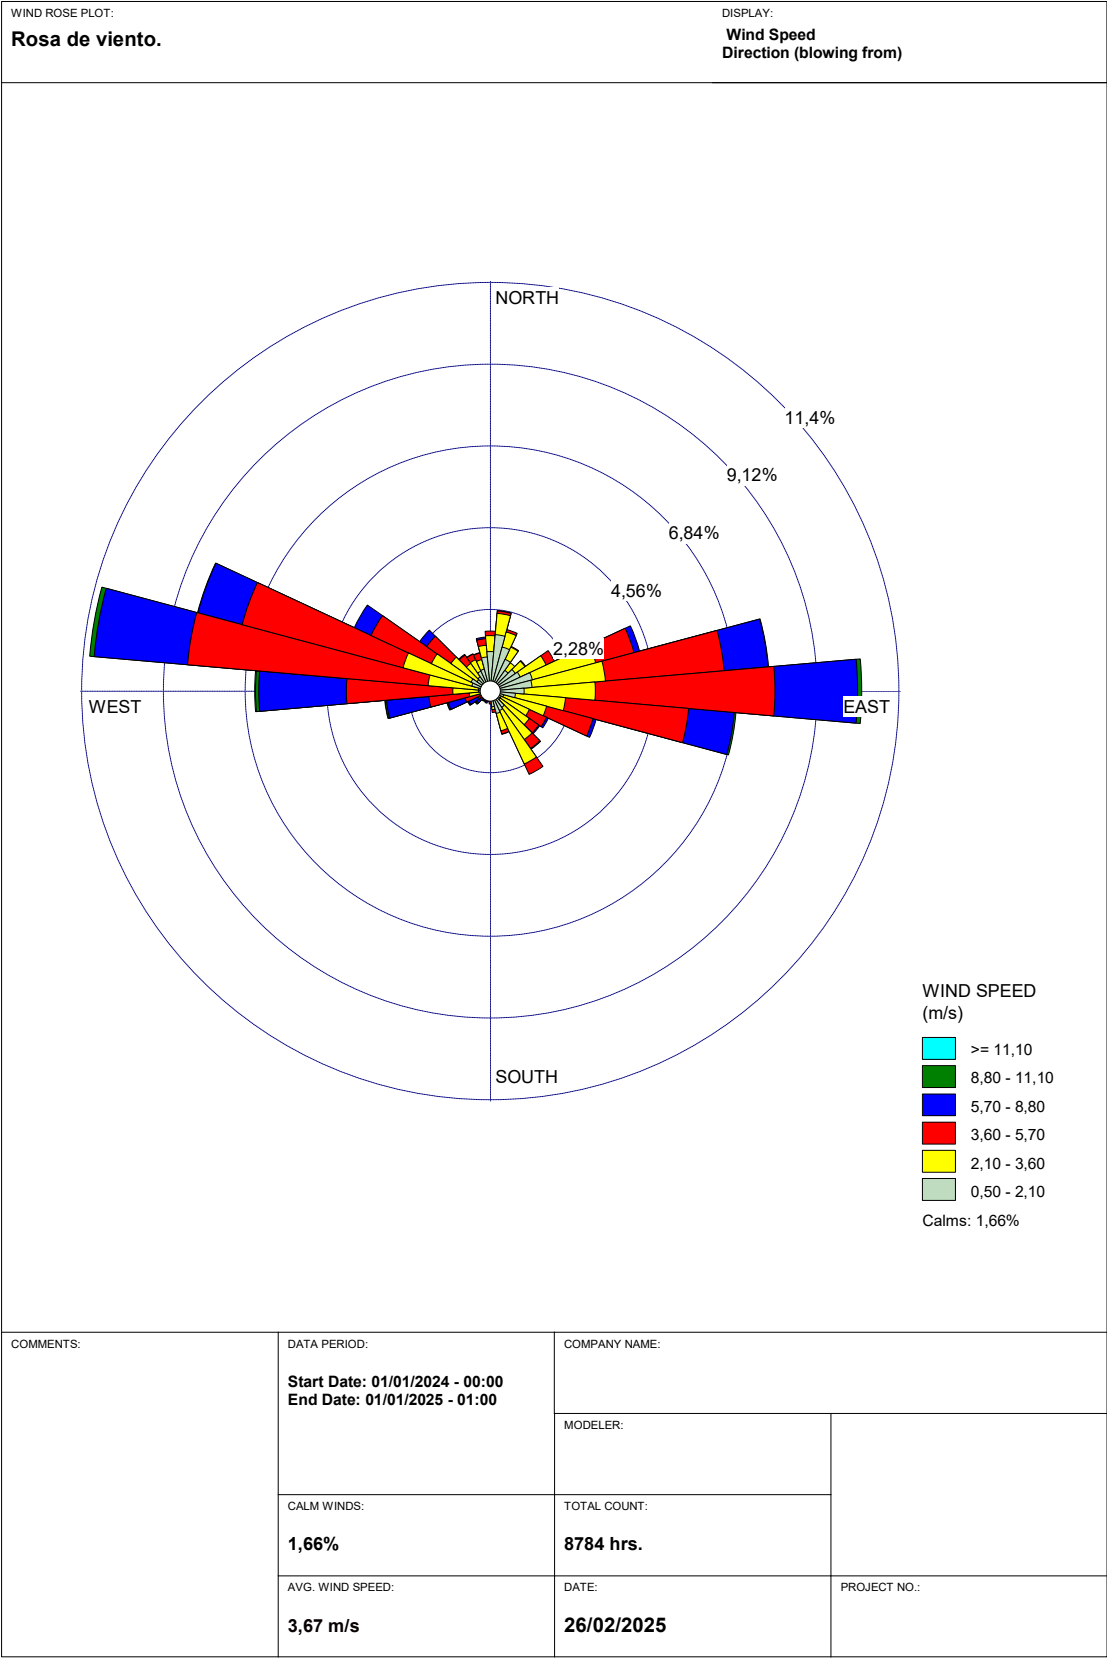 WIND ROSE PLOT:
Rosa de viento.
DISPLAY:
Wind Speed
Direction (blowing from)
NORTH
11,4%
9,12%
6,84%
4,56%
2,28%
WEST
EAST
SOUTH
WIND SPEED
(m/s)
>= 11,10
8,80 - 11,10
5,70 - 8,80
3,60 - 5,70
2,10 - 3,60
0,50 - 2,10
Calms: 1,66%
COMMENTS:
DATA PERIOD:
Start Date: 01/01/2024 - 00:00
End Date: 01/01/2025 - 01:00
COMPANY NAME:
MODELER:
CALM WINDS:
1,66%
TOTAL COUNT:
8784 hrs.
AVG. WIND SPEED:
3,67 m/s
DATE:
26/02/2025
PROJECT NO.: